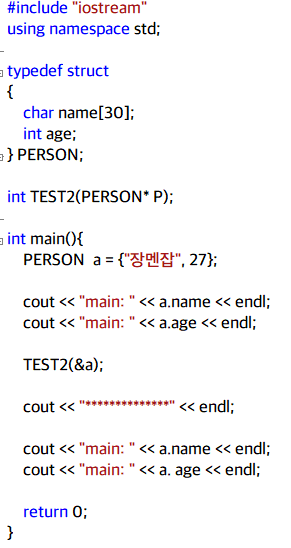 #include "iostream"
using namespace std;
typedef struct
{
char name[30];
int age;
} PERSON;
int TEST2(PERSON* P);
int main(){
PERSON  a = {"장멘잡", 27};
cout << "main: " << a.name << endl;
cout << "main: " << a.age << endl;
TEST2(&a);
cout << "**************" << endl;
cout << "main: " << a.name << endl;
cout << "main: " << a. age << endl;
return 0;
}